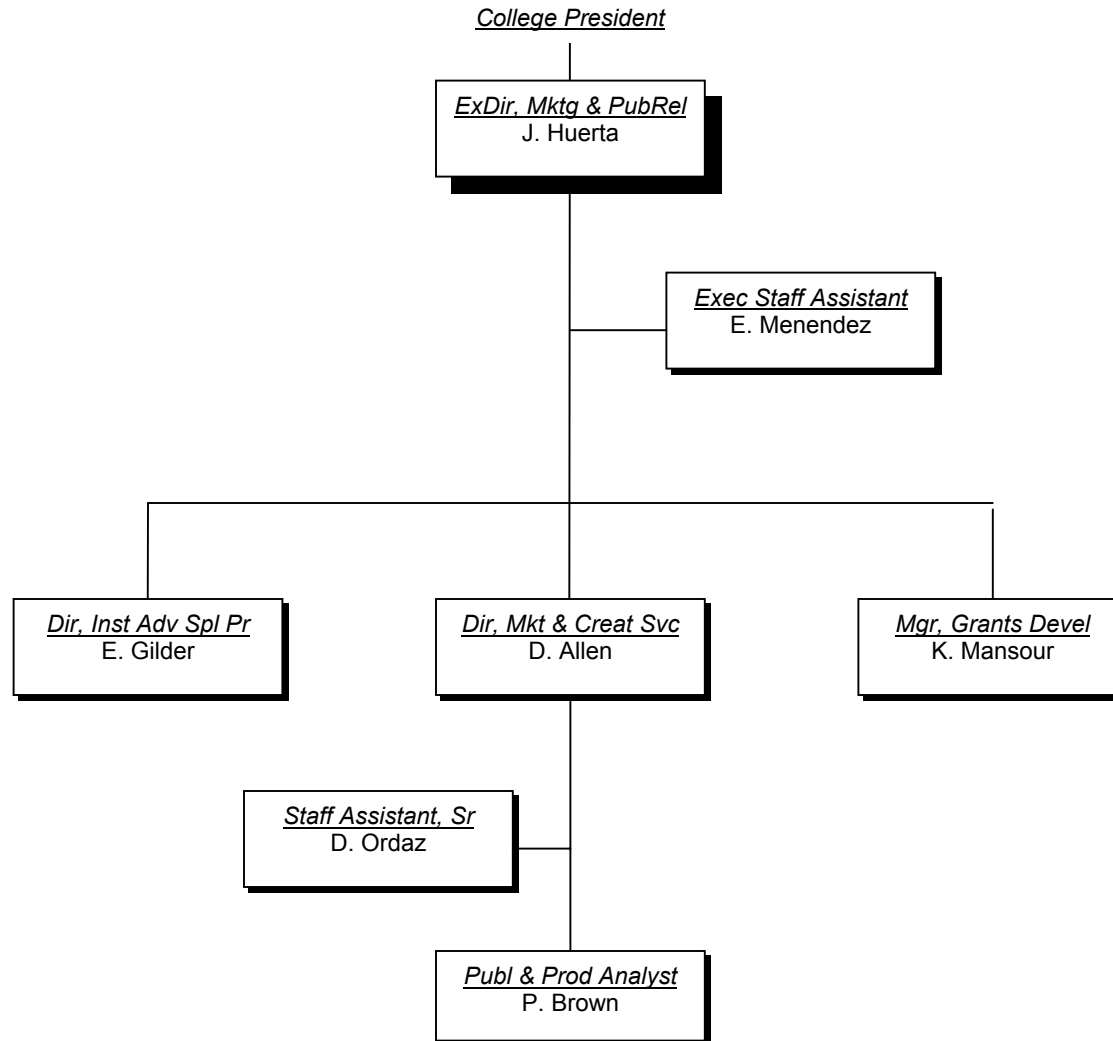 College President
ExDir, Mktg & PubRel
J. Huerta
Exec Staff Assistant
E. Menendez
Dir, Inst Adv Spl Pr
E. Gilder
Dir, Mkt & Creat Svc
D. Allen
Mgr, Grants Devel
K. Mansour
Staff Assistant, Sr
D. Ordaz
Publ & Prod Analyst
P. Brown